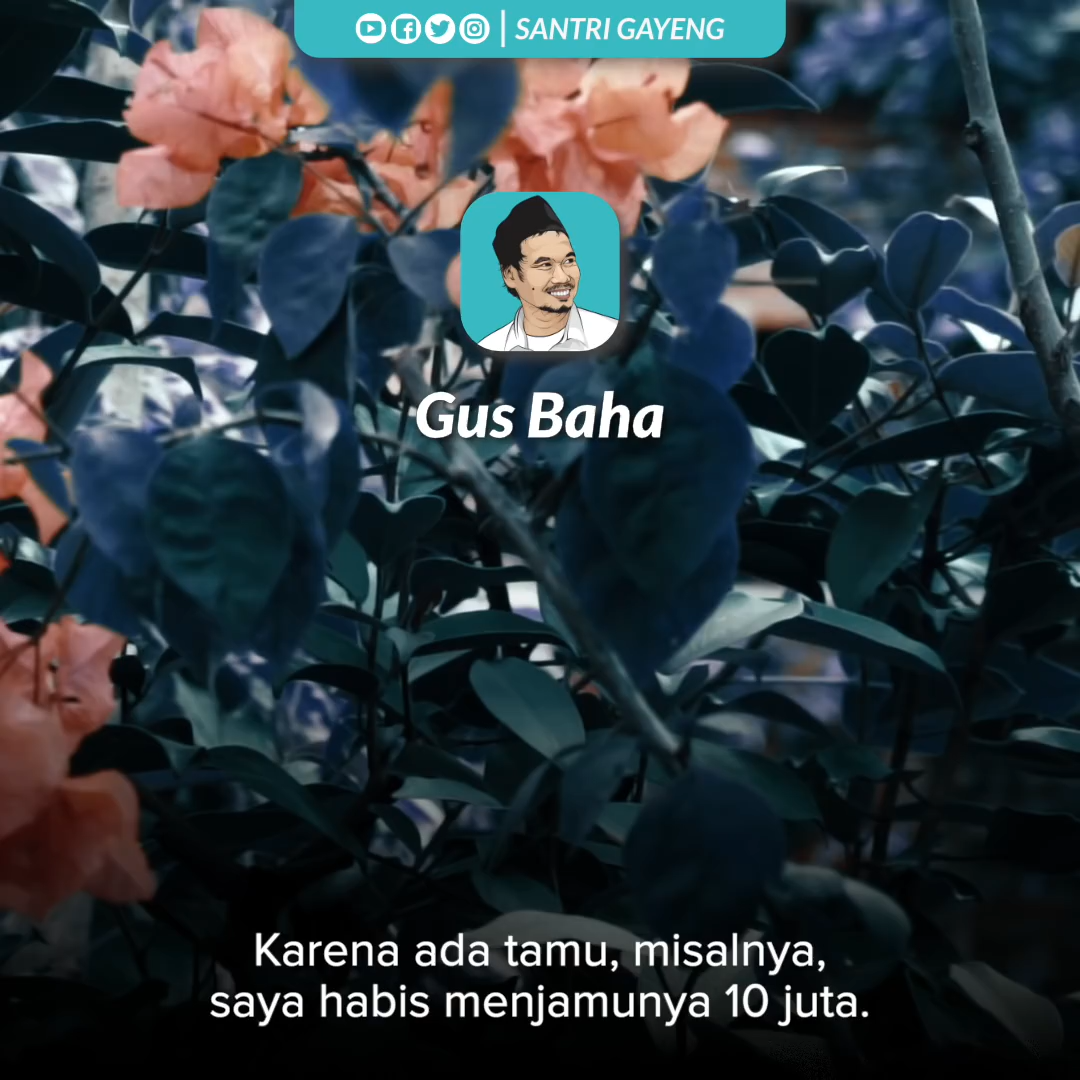 SANTRI GAYENG
Gus Baha
Karena ada tamu, misalnya,
saya habis menjamunya 10 juta.